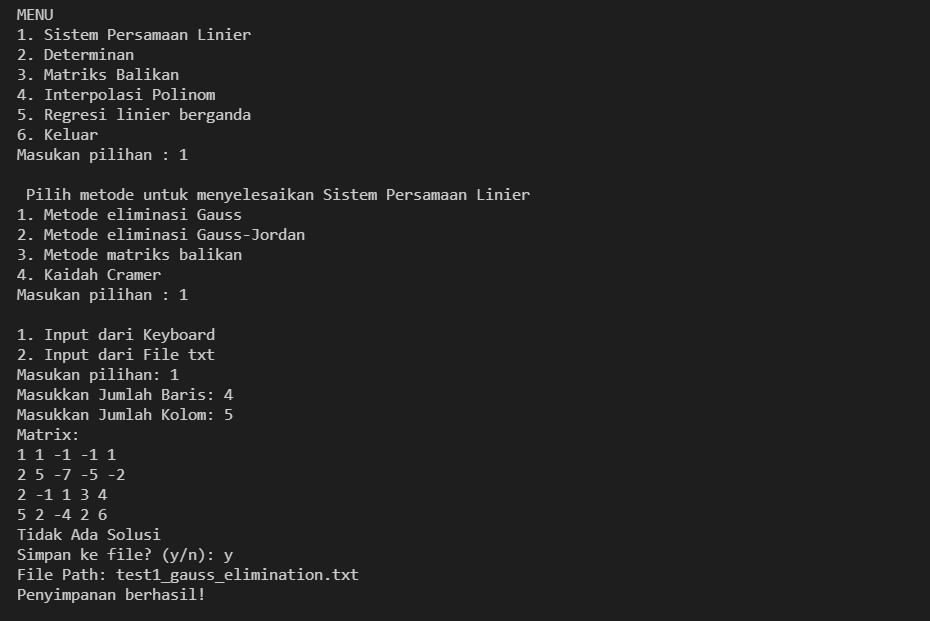 MENU
1. Sistem Persamaan Linier
2. Determinan
3. Matriks Balikan
4. Interpolasi Polinom
5. Regresi linier berganda
6. Keluar
Masukan pilihan : 1
Pilih metode untuk menyelesaikan Sistem Persamaan Linier
1. Metode eliminasi Gauss
2. Metode eliminasi Gauss-Jordan
3. Metode matriks balikan
4. Kaidah Cramer
Masukan pilihan : 1
1. Input dari Keyboard
2. Input dari File txt
Masukan pilihan: 1
Masukkan Jumlah Baris: 4
Masukkan Jumlah Kolom: 5
Matrix:
1 1 -1 -1 1
2 5 -7 -5 -2
2 -1 1 3 4
5 2 -4 2 6
Tidak Ada Solusi
Simpan ke file? (y/n): y
File Path: test1_gauss_elimination.txt
Penyimpanan berhasil!